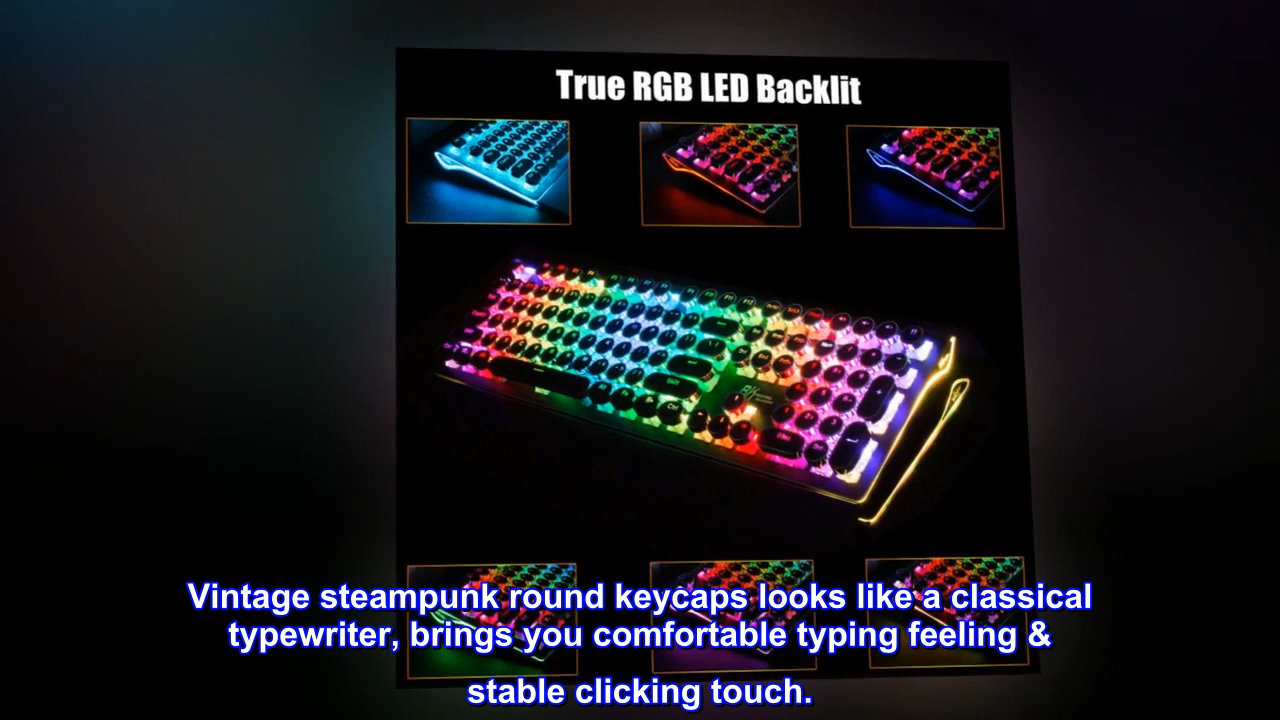 True RGB LED Backlit
Vintage steampunk round keycaps looks like a classical
typewriter, brings you comfortable typing feeling &
stable clicking touch.